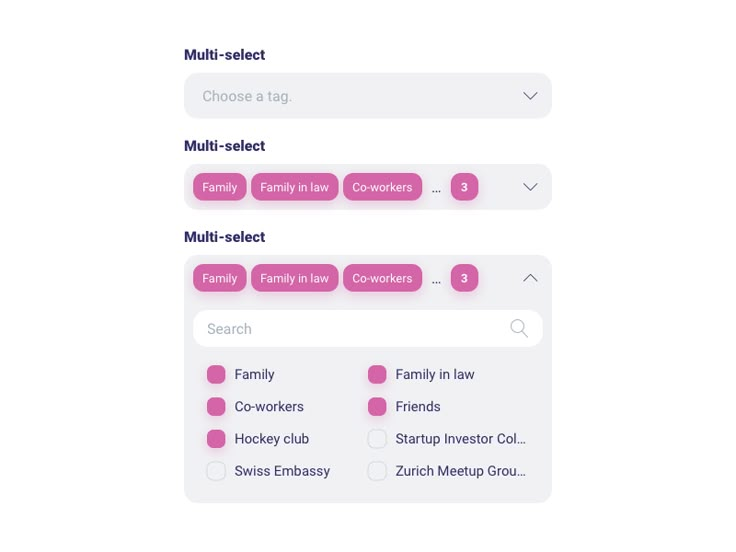 Multi-select
Choose a tag.
Multi-select
Family Family in law Co-workers ... 3
Multi-select
Family Family in law Co-workers ... 3
Search
Family Family in law
Co-workers Friends
Hockey club Startup Investor Col...
Swiss Embassy Zurich Meetup Grou...